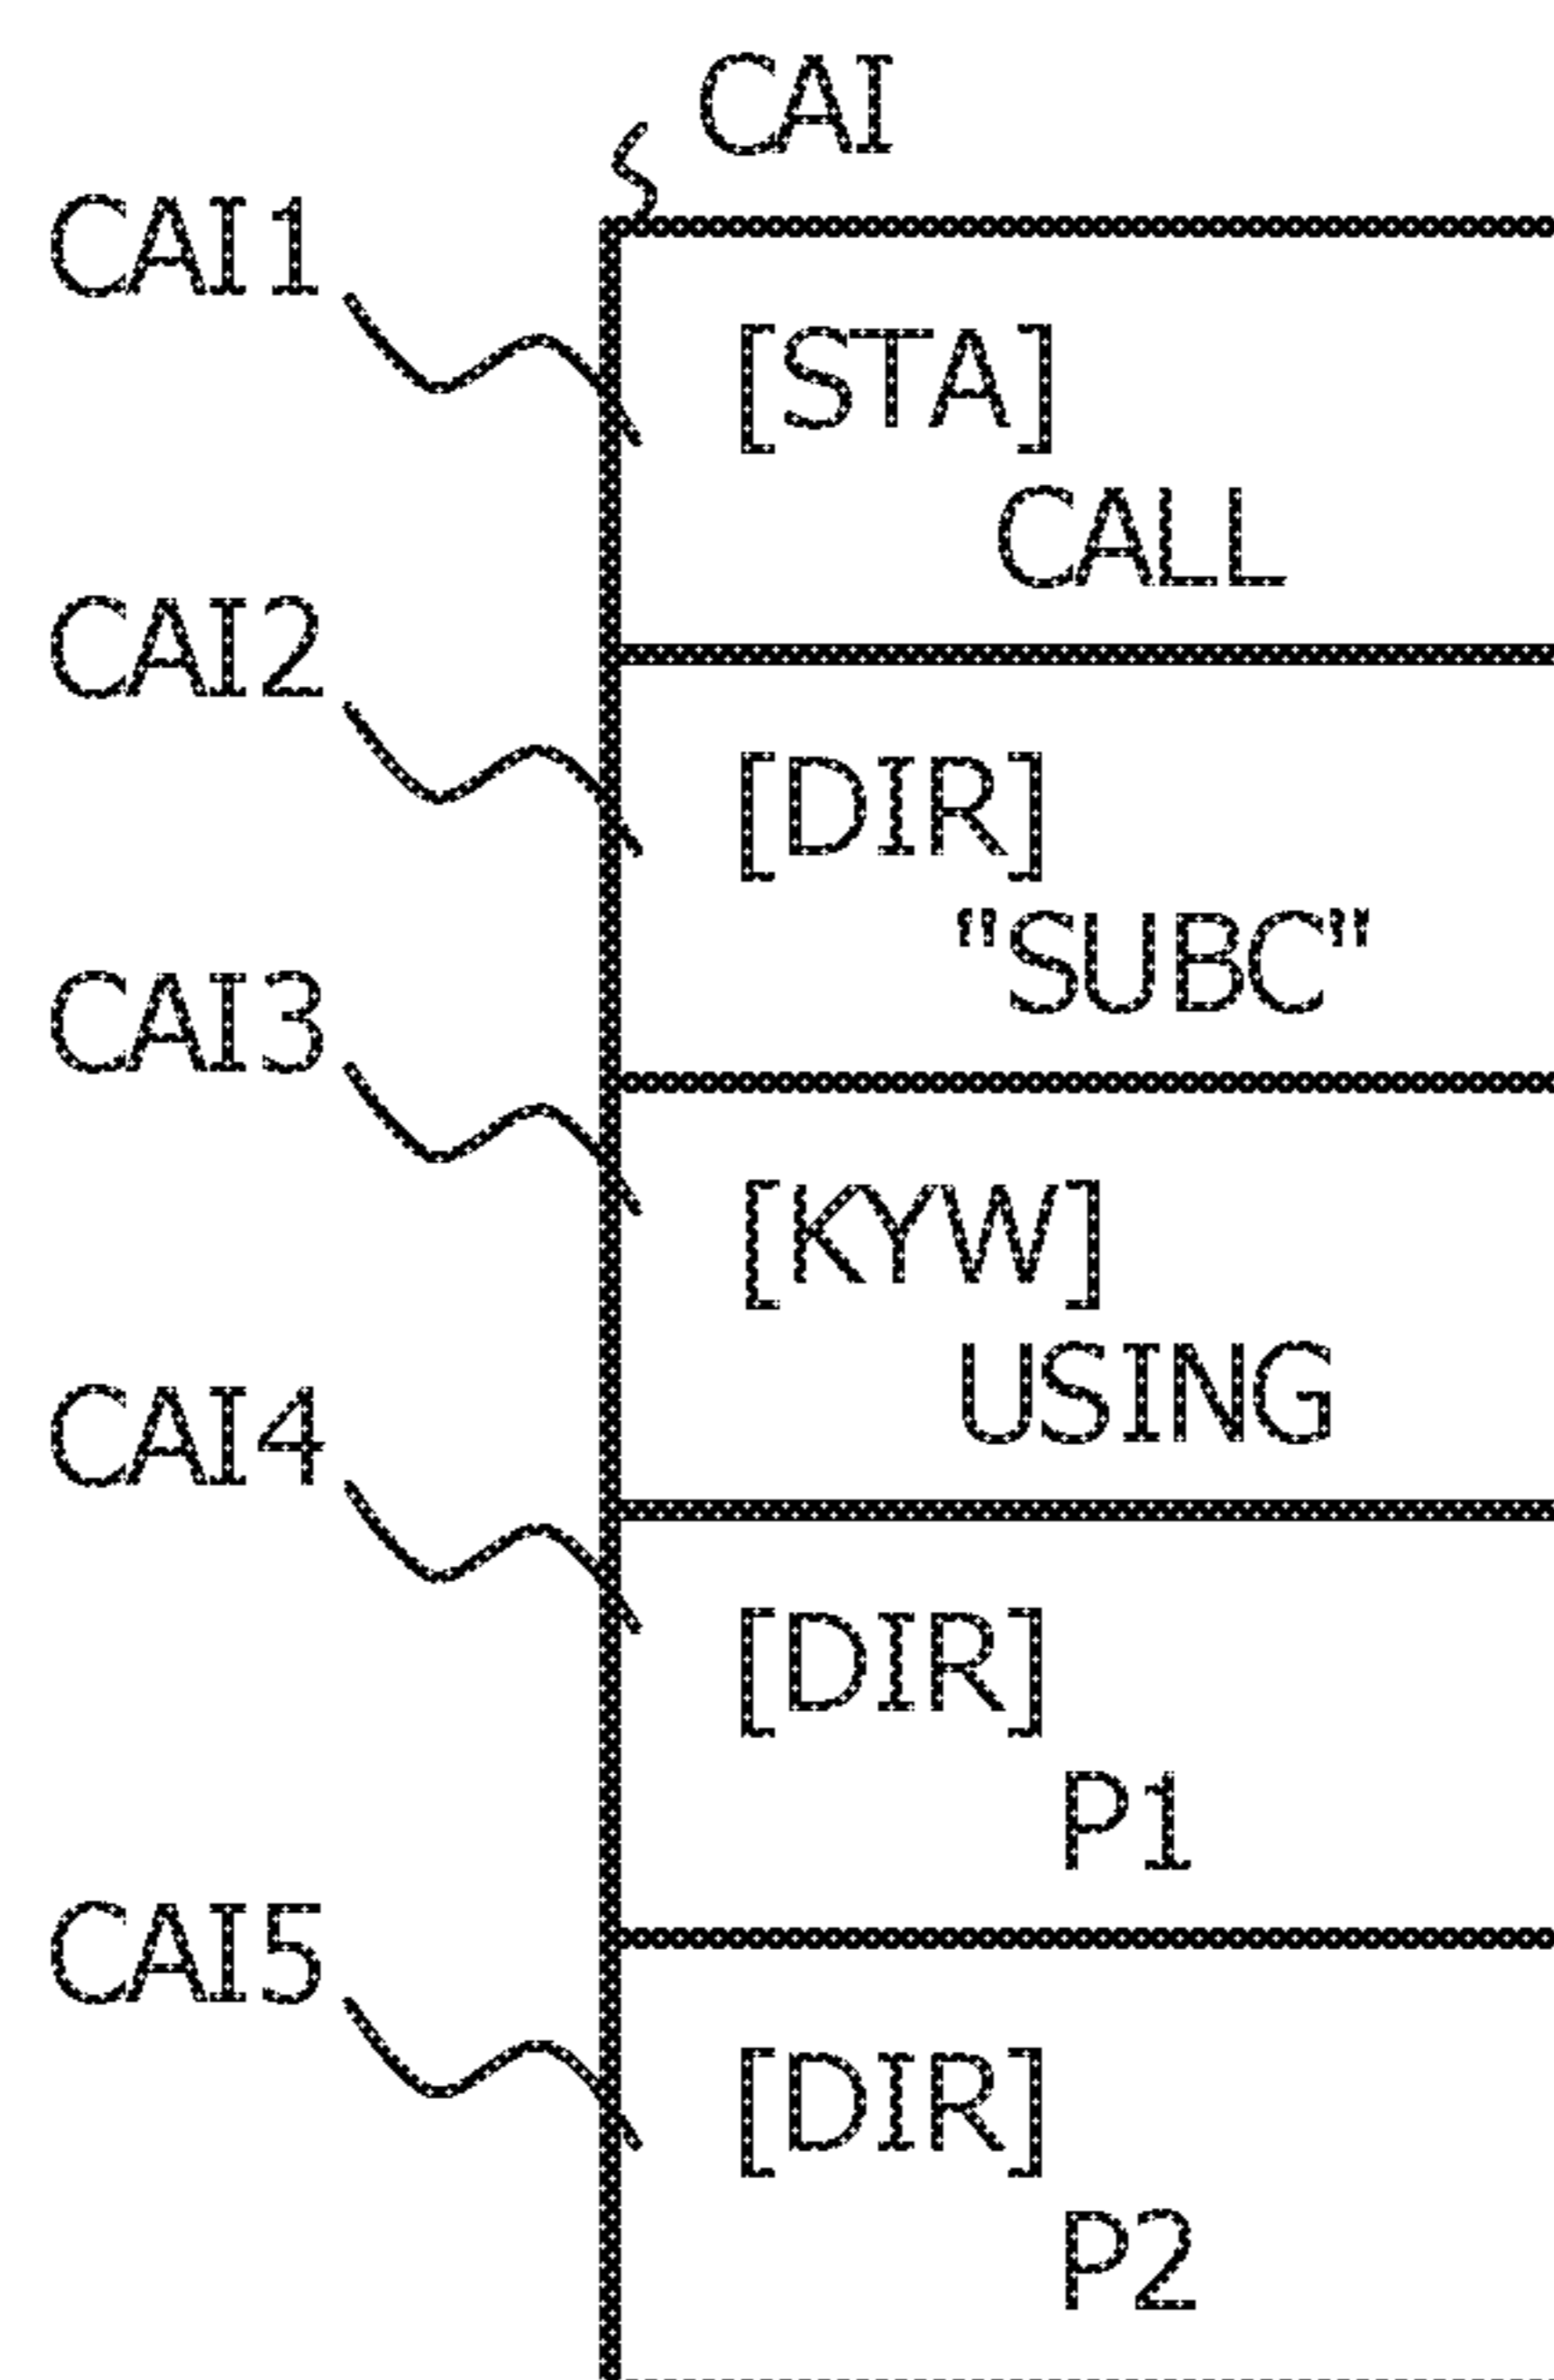 CAI
CAI1
[STA]
CALL
CAI2
[DIR]
"SUBC"
CAI3
[KYW]
USING
CAI4
[DIR]
P1
CAI5
[DIR]
P2